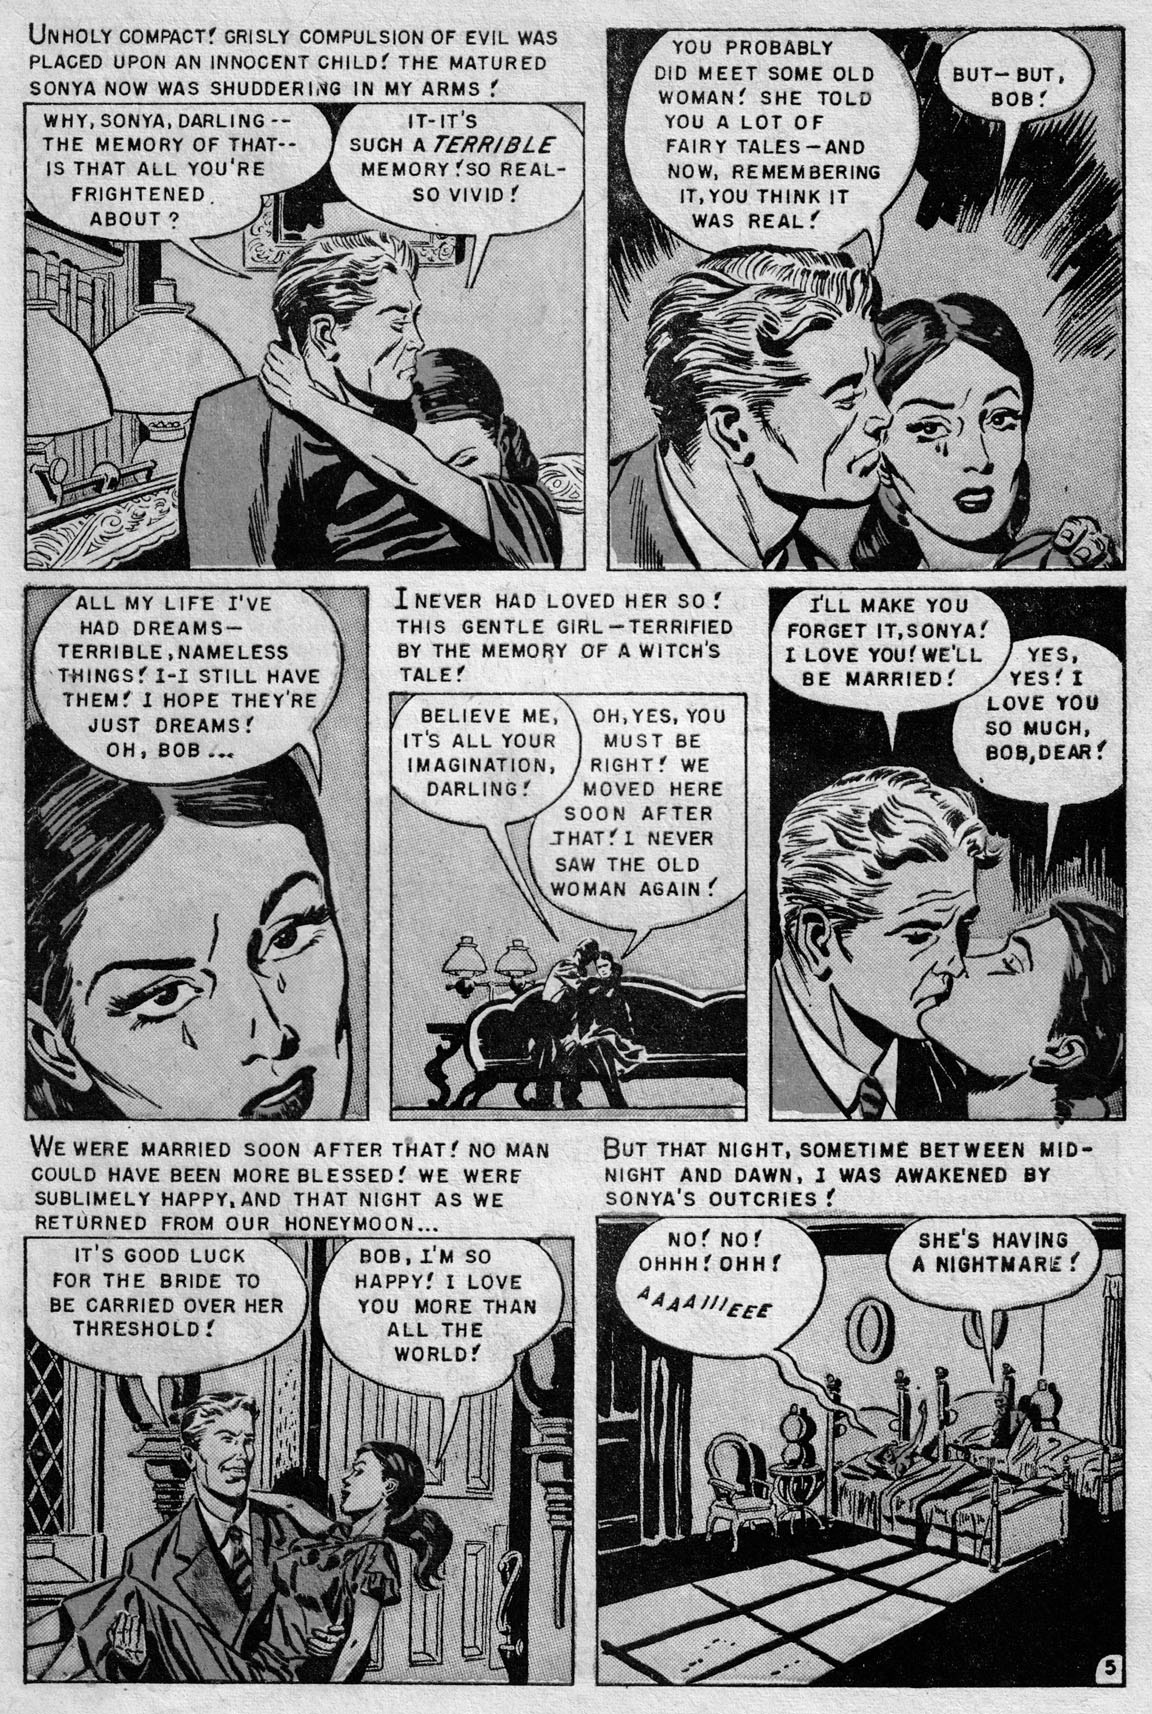 UNHOLY COMPACT! GRISLY COMPULSION OF EVIL WAS
PLACED UPON AN INNOCENT CHILD! THE MATURED
SONYA NOW WAS SHUDDERING IN MY ARMS!
WHY, SONYA, DARLING--
THE MEMORY OF THAT--
IS THAT ALL YOU'RE
FRIGHTENED
ABOUT?
IT-IT'S
SUCH A TERRIBLE
MEMORY! SO REAL-
SO VIVID!
YOU PROBABLY
DID MEET SOME OLD
WOMAN! SHE TOLD
YOU A LOT OF
FAIRY TALES—AND
NOW, REMEMBERING
IT, YOU THINK IT
WAS REAL!
BUT—BUT,
BOB!
ALL MY LIFE I'VE
HAD DREAMS—
TERRIBLE, NAMELESS
THINGS! I-I STILL HAVE
THEM! I HOPE THEY'RE
JUST DREAMS!
OH, BOB...
I NEVER HAD LOVED HER SO!
THIS GENTLE GIRL—TERRIFIED
BY THE MEMORY OF A WITCH'S
TALE!
BELIEVE ME,
IT'S ALL YOUR
IMAGINATION,
DARLING!
OH, YES, YOU
MUST BE
RIGHT! WE
MOVED HERE
SOON AFTER
THAT! I NEVER
SAW THE OLD
WOMAN AGAIN!
I'LL MAKE YOU
FORGET IT, SONYA!
I LOVE YOU! WE'LL
BE MARRIED!
YES,
YES! I
LOVE YOU
SO MUCH,
BOB, DEAR!
WE WERE MARRIED SOON AFTER THAT! NO MAN
COULD HAVE BEEN MORE BLESSED! WE WERE
SUBLIMELY HAPPY, AND THAT NIGHT AS WE
RETURNED FROM OUR HONEYMOON...
IT'S GOOD LUCK
FOR THE BRIDE TO
BE CARRIED OVER HER
THRESHOLD!
BOB, I'M SO
HAPPY! I LOVE
YOU MORE THAN
ALL THE
WORLD!
BUT THAT NIGHT, SOMETIME BETWEEN MID-
NIGHT AND DAWN, I WAS AWAKENED BY
SONYA'S OUTCRIES!
NO! NO!
OHHH! OHH!
AAAAIIIEEE
SHE'S HAVING
A NIGHTMARE!
5